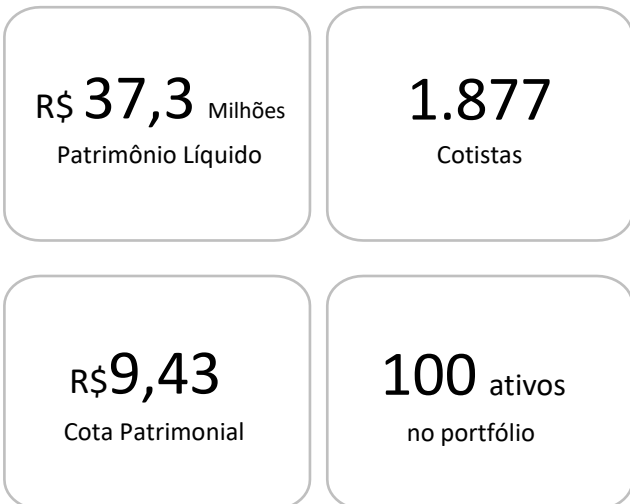 R$ 37,3 Milhões
Patrimônio Líquido
1.877
Cotistas
R$9,43
Cota Patrimonial
100 ativos
no portfólio